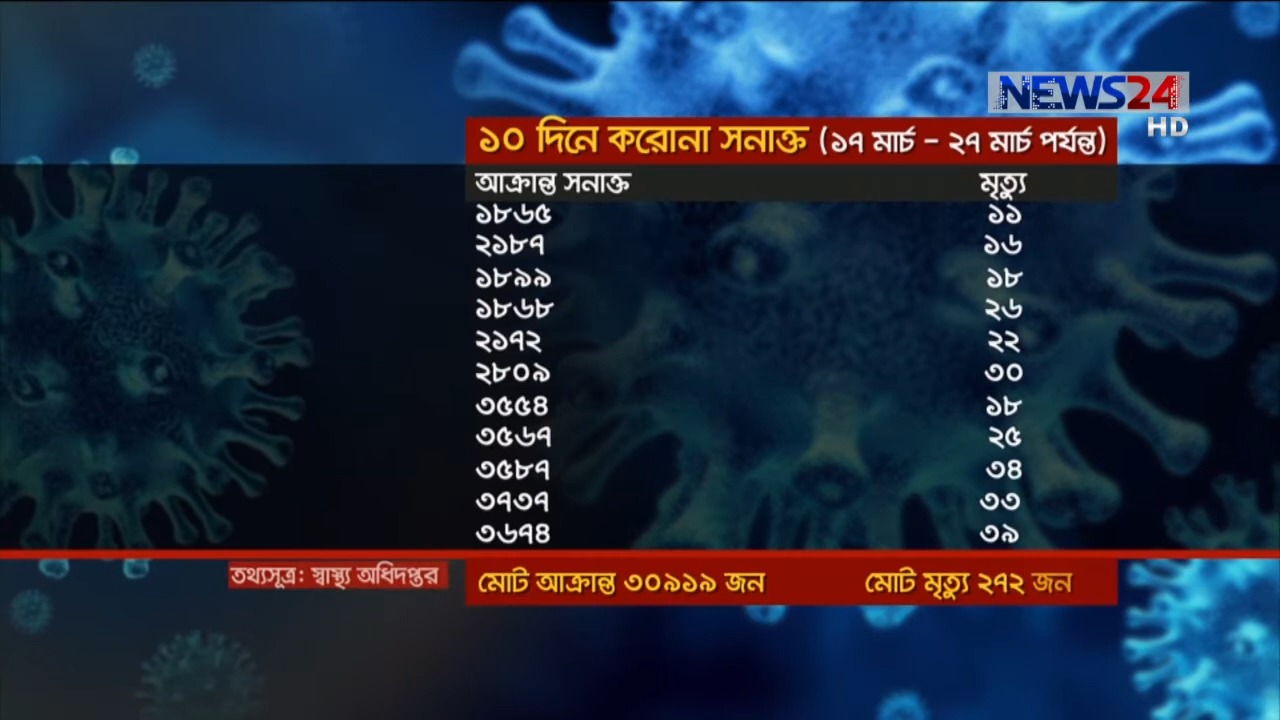 NEWS24
HD
১০ দিনে করোনা সনাক্ত (১৭ মার্চ - ২৭ মার্চ পর্যন্ত)
আক্রান্ত সনাক্ত মৃত্যু
১৮৬৫ ১১
২১৮৭ ১৬
১৮৯৯ ১৮
১৮৬৮ ২৬
২১৭২ ২২
২৮০৯ ৩০
৩৫৫৪ ১৮
৩৫৬৭ ২৫
৩৫৮৭ ৩৪
৩৭৩৭ ৩৩
৩৬৭৪ ৩৯
তথ্যসূত্র: স্বাস্থ্য অধিদপ্তর মোট আক্রান্ত ৩০৯১৯ জন মোট মৃত্যু ২৭২ জন